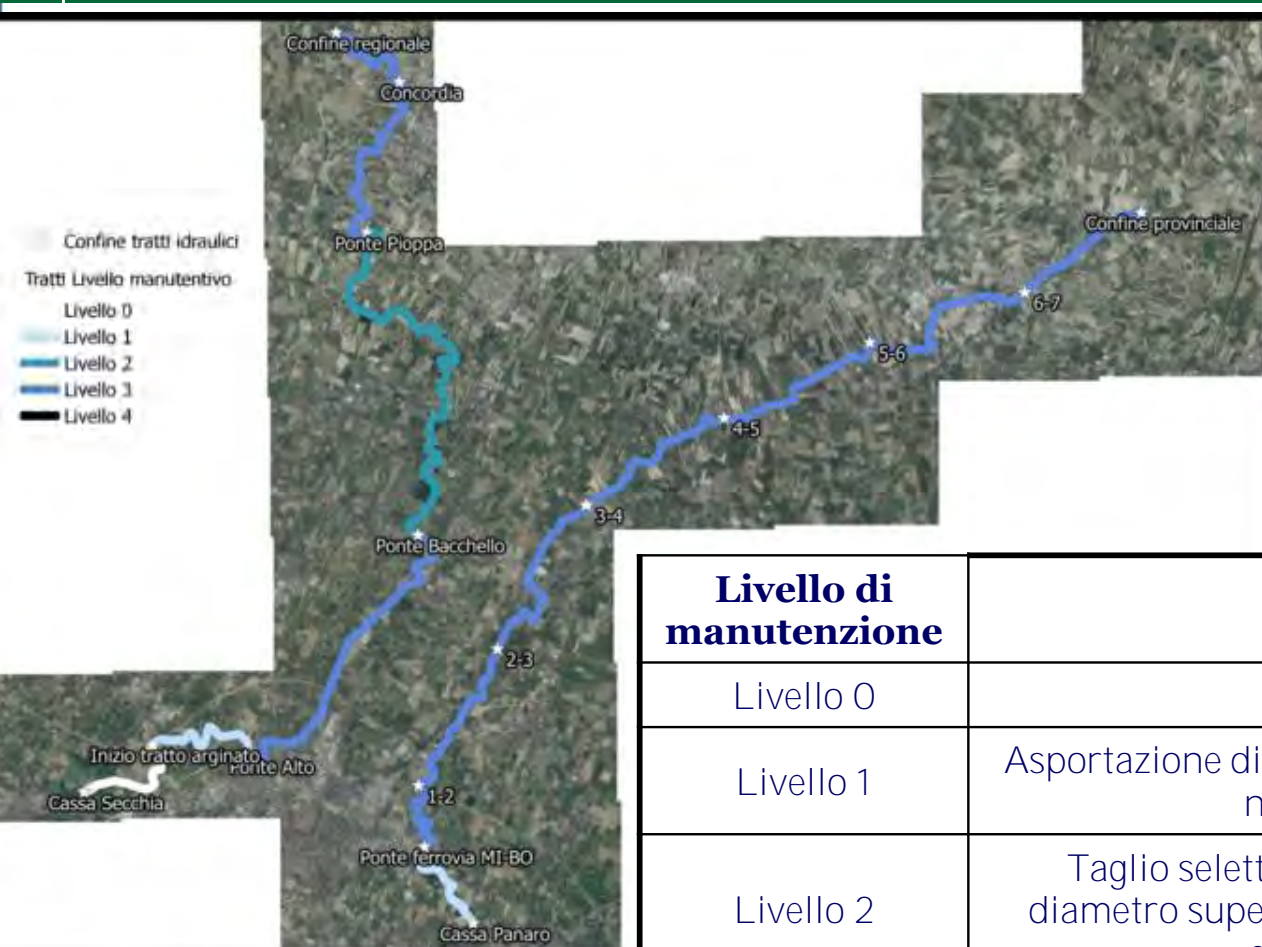 Confine regionale
Concordia
Confine provinciale
Ponte Pioppa
Confine tratti idraulici
Tratti Livello manutentivo
Livello 0
Livello 1
Livello 2
Livello 3
Livello 4
6-7
5-6
4-5
3-4
Ponte Bacchello
2-3
Inizio tratto arginato
Ponte Alto
Cassa Secchia
1-2
Ponte ferrovia MI-BO
Cassa Panaro
Livello di
manutenzione
Livello 0
Livello 1
Asportazione di
Livello 2
Taglio selett
diametro supe